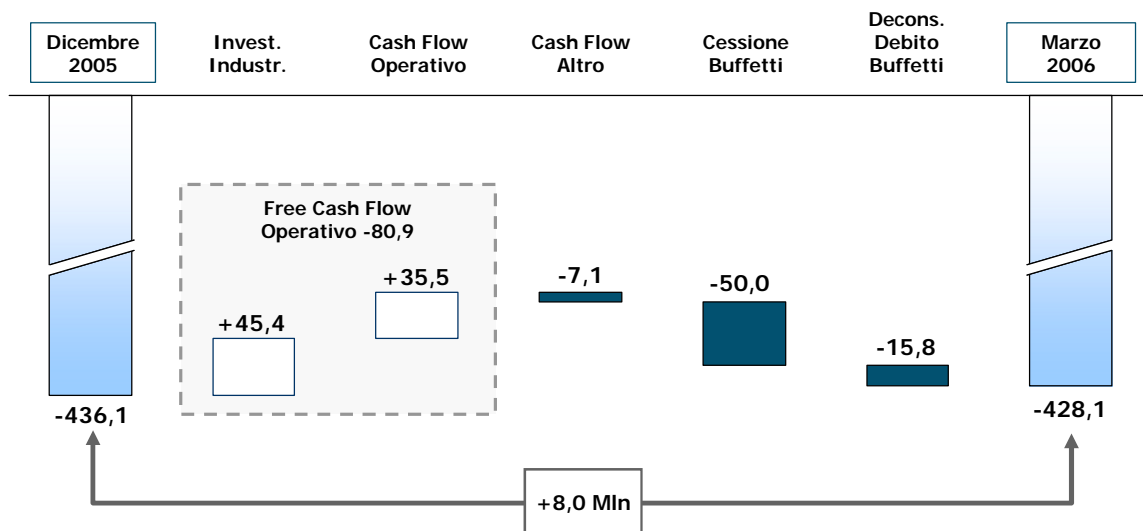 Dicembre
2005
Invest.
Industr.
Cash Flow
Operativo
Cash Flow
Altro
Cessione
Buffetti
Decons.
Debito
Buffetti
Marzo
2006
Free Cash Flow
Operativo -80,9
+45,4
+35,5
-7,1
-50,0
-15,8
-436,1
-428,1
+8,0 Mln